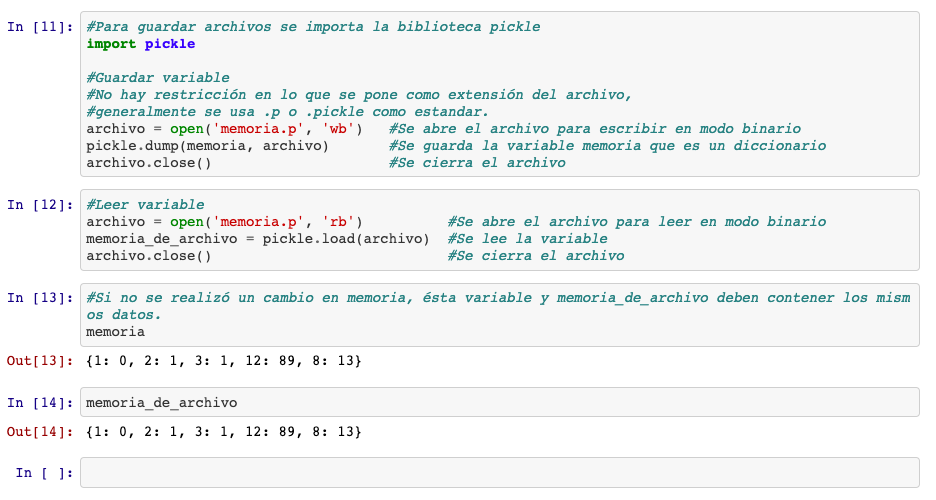 In [11]: #Para guardar archivos se importa la biblioteca pickle
import pickle
#Guardar variable
#No hay restricción en lo que se pone como extensión del archivo,
#generalmente se usa .p o .pickle como estandar.
archivo = open('memoria.p', 'wb')   #Se abre el archivo para escribir en modo binario
pickle.dump(memoria, archivo)       #Se guarda la variable memoria que es un diccionario
archivo.close()                     #Se cierra el archivo
In [12]: #Leer variable
archivo = open('memoria.p', 'rb')          #Se abre el archivo para leer en modo binario
memoria_de_archivo = pickle.load(archivo)  #Se lee la variable
archivo.close()                            #Se cierra el archivo
In [13]: #Si no se realizó un cambio en memoria, ésta variable y memoria_de_archivo deben contener los mism
os datos.
memoria
Out[13]: {1: 0, 2: 1, 3: 1, 12: 89, 8: 13}
In [14]: memoria_de_archivo
Out[14]: {1: 0, 2: 1, 3: 1, 12: 89, 8: 13}
In [ ]: